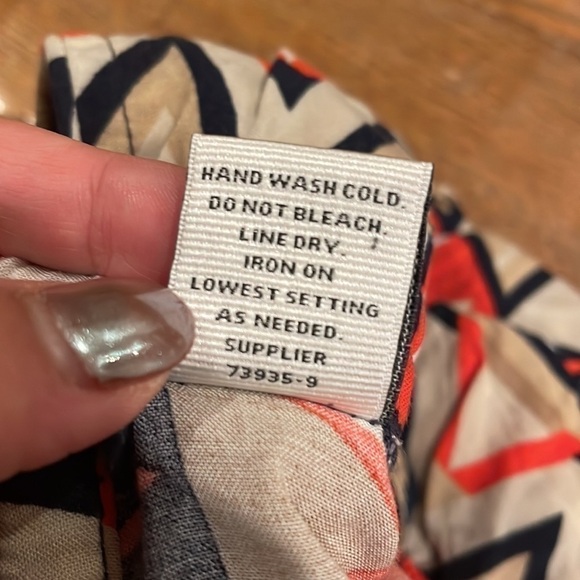 HAND WASH COLD.
DO NOT BLEACH.
LINE DRY.
IRON ON
LOWEST SETTING
AS NEEDED.
SUPPLIER
73935-9